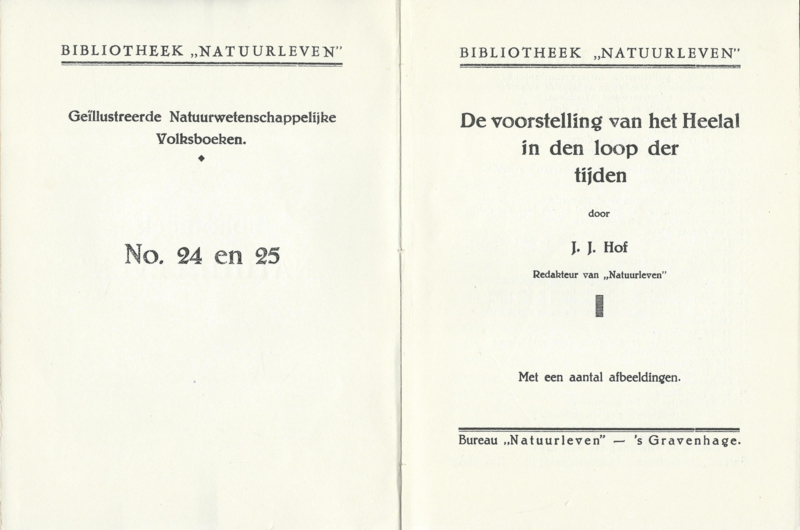 BIBLIOTHEEK „NATUURLEVEN"
Geïllustreerde Natuurwetenschappelijke
Volksboeken.
No. 24 en 25
BIBLIOTHEEK „NATUURLEVEN"
De voorstelling van het Heelal
in den loop der
tijden
door
J. J. Hof
Redakteur van „Natuurleven"
Met een aantal afbeeldingen.
Bureau „Natuurleven" — 's Gravenhage.